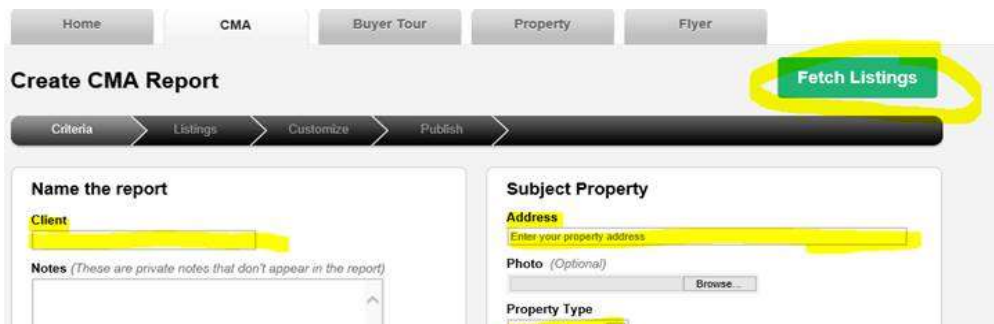 Home CMA Buyer Tour Property Flyer
Create CMA Report
Fetch Listings
Criteria Listings Customize Publish
Name the report
Client
Notes (These are private notes that don't appear in the report)
Subject Property
Address
Enter your property address
Photo (Optional)
Browse...
Property Type